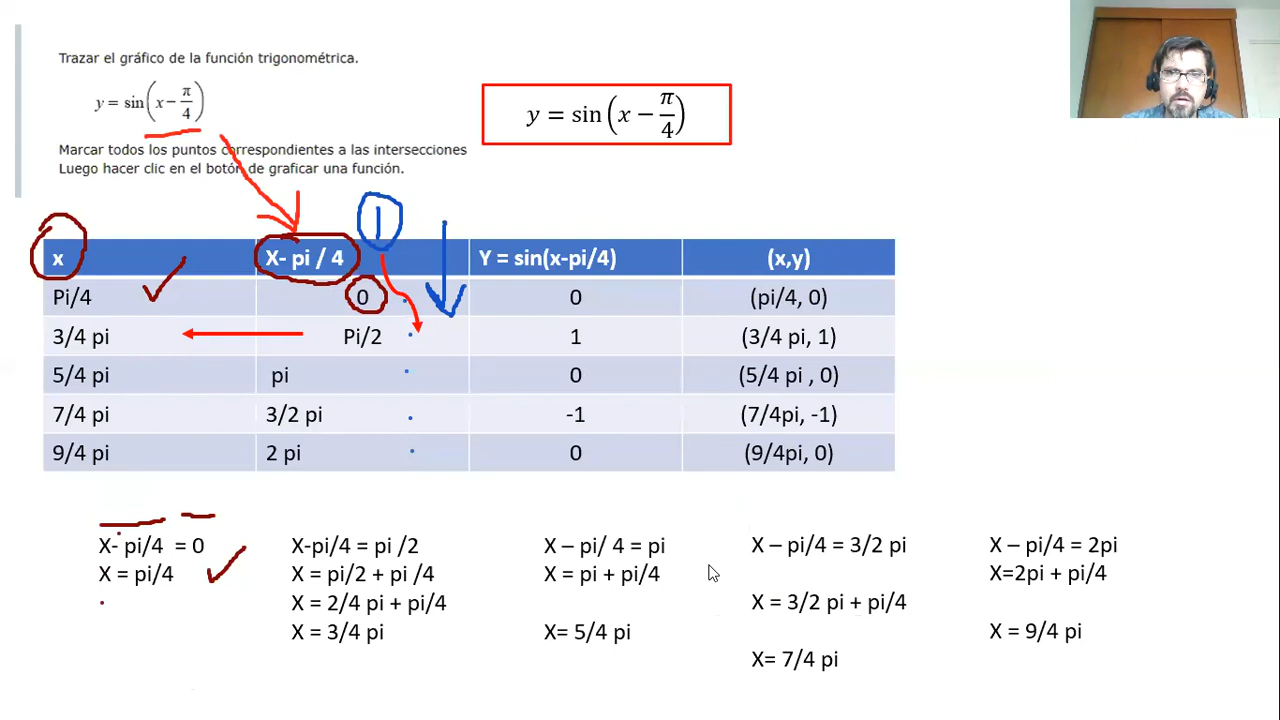 Trazar el gráfico de la función trigonométrica.
y = sin(x − π/4)
y = sin(x − π/4)
Marcar todos los puntos correspondientes a las intersecciones
Luego hacer clic en el botón de graficar una función.
1
x X- pi / 4 Y = sin(x-pi/4) (x,y)
Pi/4 0 0 (pi/4, 0)
3/4 pi Pi/2 1 (3/4 pi, 1)
5/4 pi pi 0 (5/4 pi , 0)
7/4 pi 3/2 pi -1 (7/4pi, -1)
9/4 pi 2 pi 0 (9/4pi, 0)
X- pi/4 = 0
X = pi/4
X-pi/4 = pi /2
X = pi/2 + pi /4
X = 2/4 pi + pi/4
X = 3/4 pi
X – pi/ 4 = pi
X = pi + pi/4
X= 5/4 pi
X – pi/4 = 3/2 pi
X = 3/2 pi + pi/4
X= 7/4 pi
X – pi/4 = 2pi
X=2pi + pi/4
X = 9/4 pi